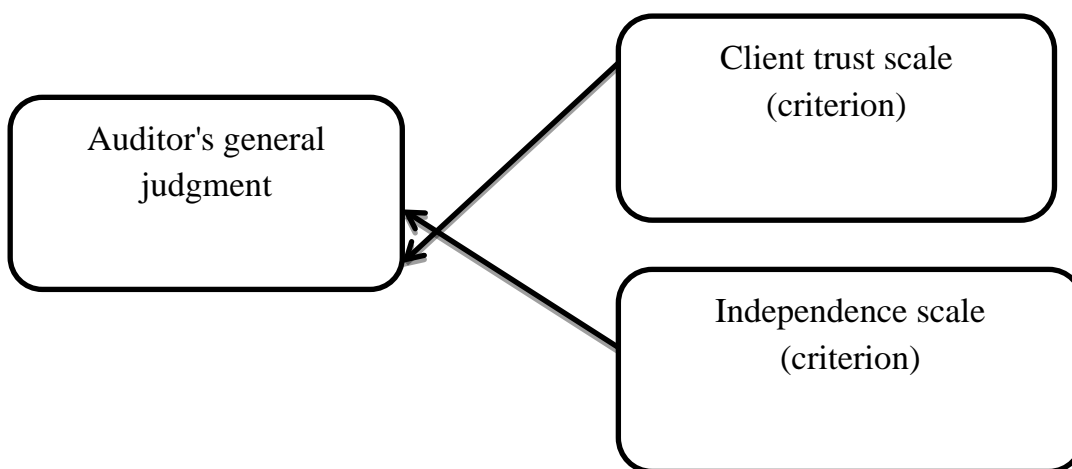 Auditor's general
judgment
Client trust scale
(criterion)
Independence scale
(criterion)